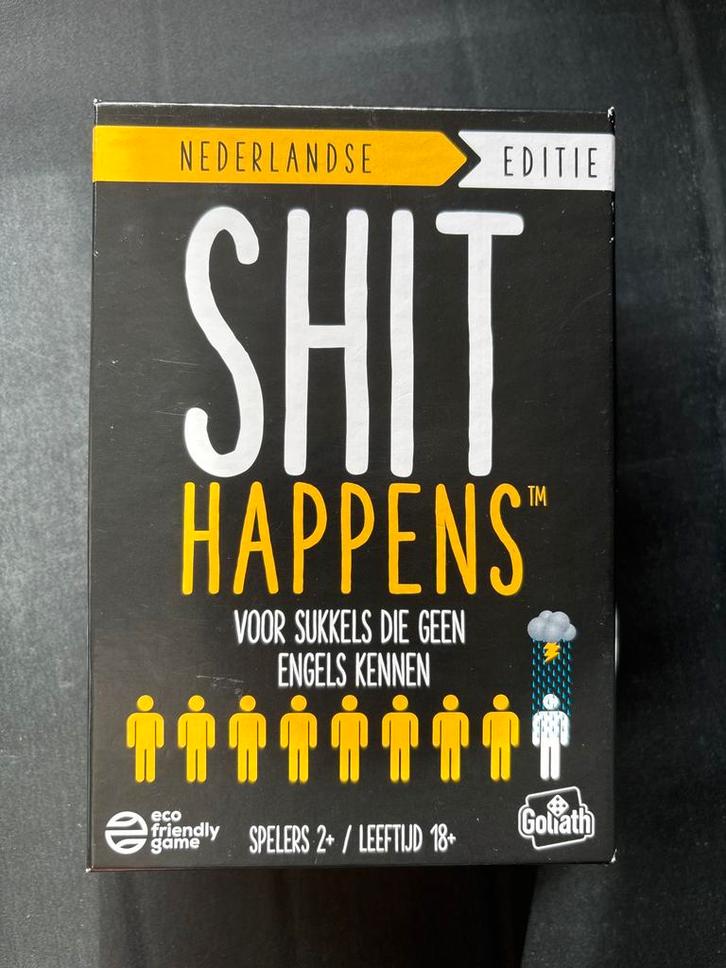 NEDERLANDSE EDITIE
SHIT
HAPPENS™
VOOR SUKKELS DIE GEEN
ENGELS KENNEN
eco
friendly
game
SPELERS 2+ / LEEFTIJD 18+
Goliath